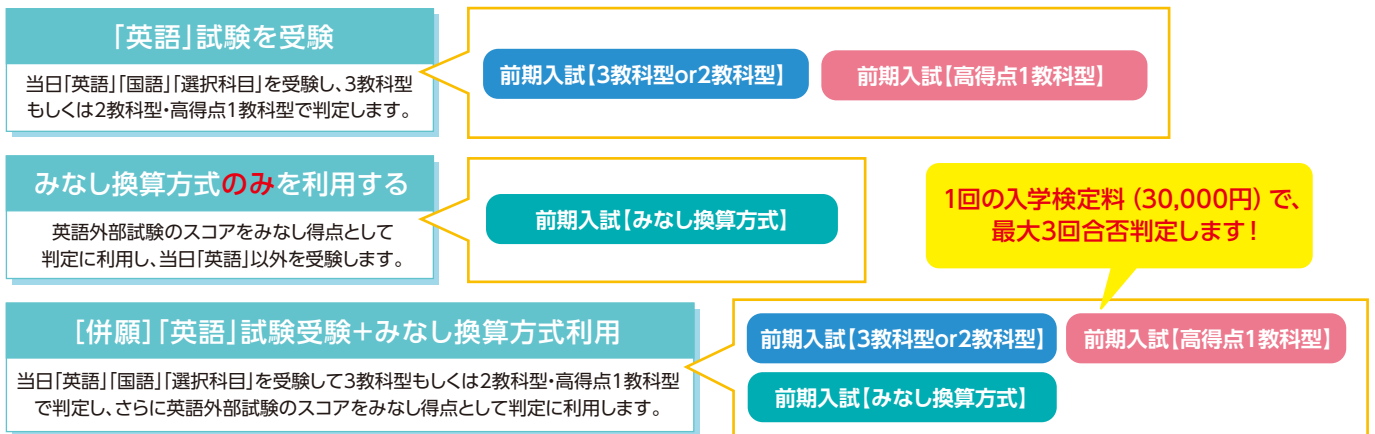 「英語」試験を受験
当日「英語」「国語」「選択科目」を受験し、3教科型
もしくは2教科型・高得点1教科型で判定します。
前期入試【3教科型or2教科型】
前期入試【高得点1教科型】
みなし換算方式のみを利用する
英語外部試験のスコアをみなし得点として
判定に利用し、当日「英語」以外を受験します。
前期入試【みなし換算方式】
1回の入学検定料（30,000円）で、
最大3回合否判定します！
［併願］「英語」試験受験+みなし換算方式利用
当日「英語」「国語」「選択科目」を受験して3教科型もしくは2教科型・高得点1教科型
で判定し、さらに英語外部試験のスコアをみなし得点として判定に利用します。
前期入試【3教科型or2教科型】
前期入試【高得点1教科型】
前期入試【みなし換算方式】